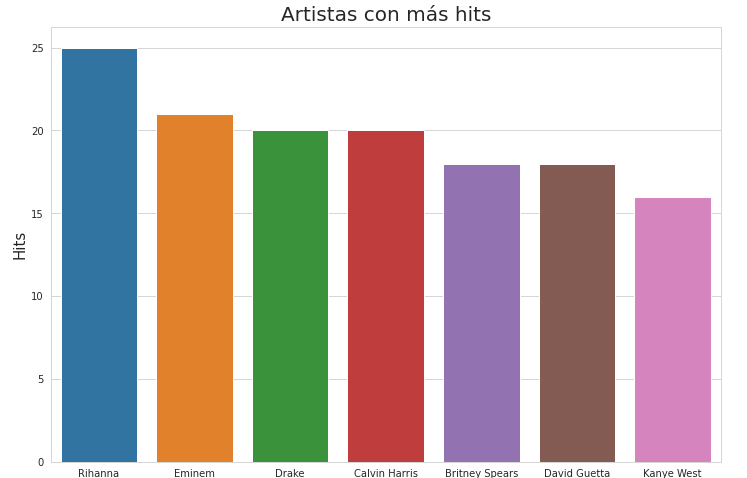 Artistas con más hits
Hits
25
20
15
10
5
0
Rihanna Eminem Drake Calvin Harris Britney Spears David Guetta Kanye West